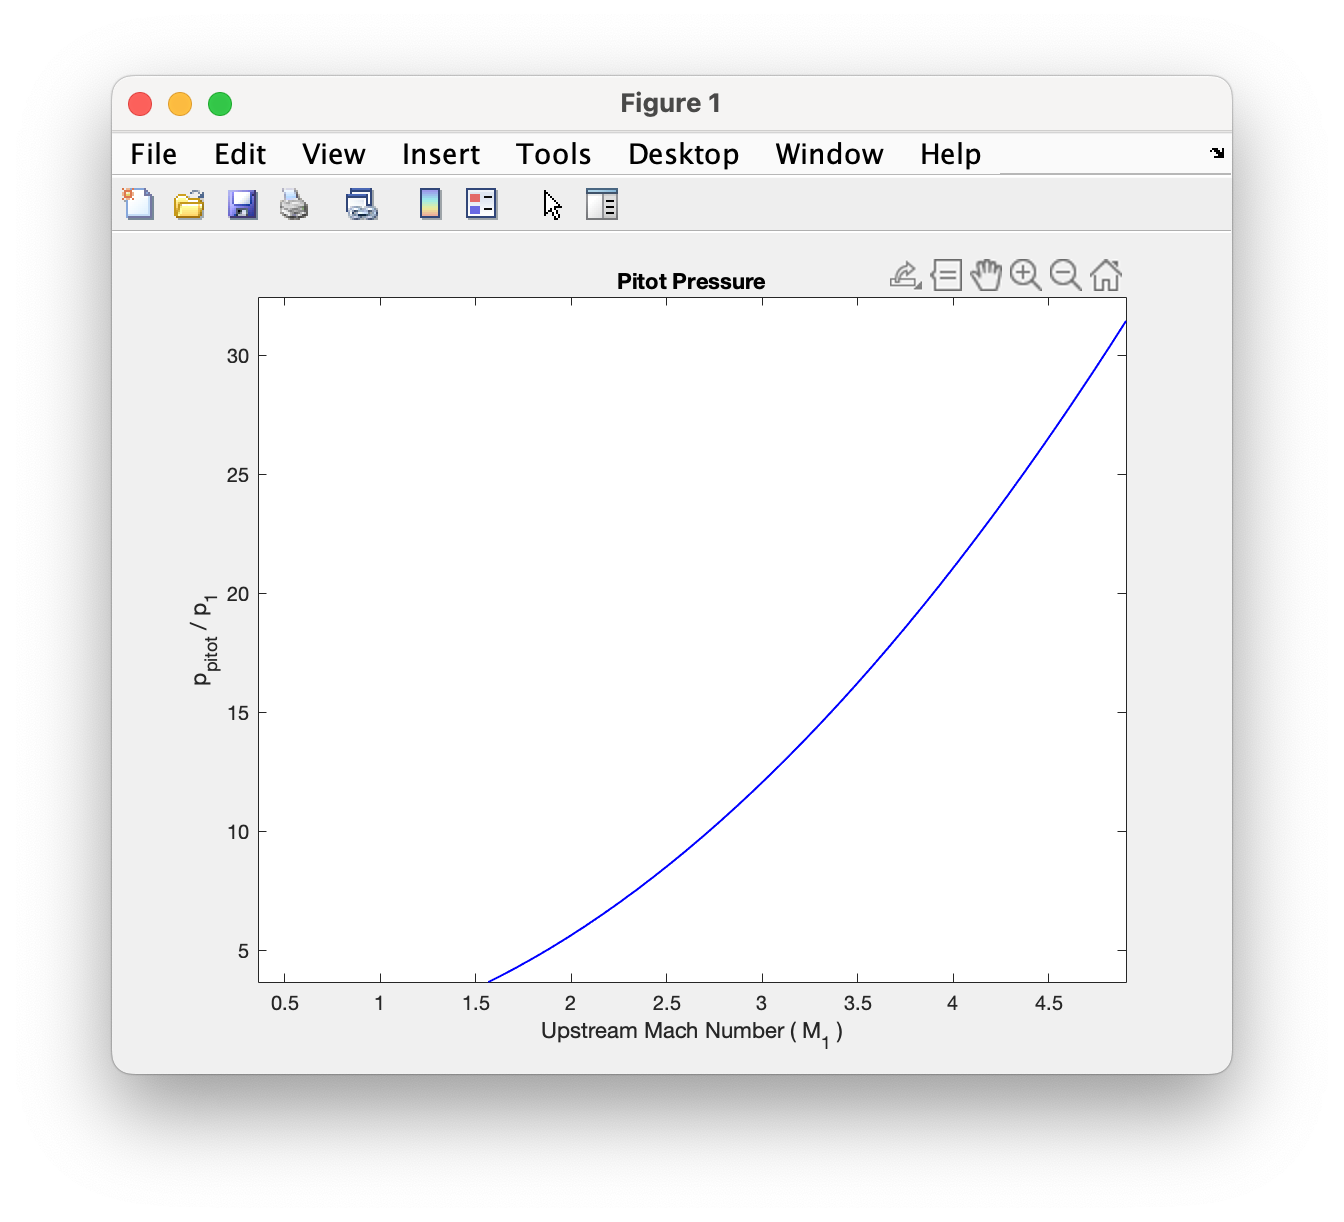 Figure 1
File Edit View Insert Tools Desktop Window Help
Pitot Pressure
30
25
20
15
10
5
p_pitot / p_1
0.5 1 1.5 2 2.5 3 3.5 4 4.5
Upstream Mach Number ( M_1 )